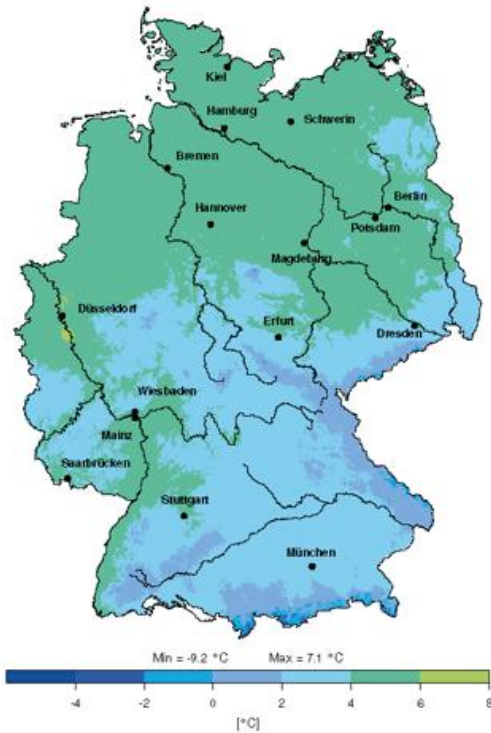 Kiel
Hamburg
Schwerin
Bremen
Berlin
Hannover
Potsdam
Magdeburg
Düsseldorf
Erfurt
Dresden
Wiesbaden
Mainz
Saarbrücken
Stuttgart
München
Min = -9.2 °C Max = 7.1 °C
-4 -2 0 2 4 6 8
[°C]